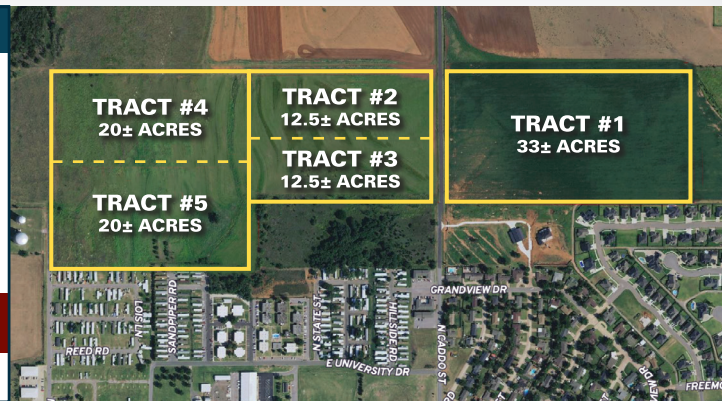 TRACT #4
20± ACRES
TRACT #2
12.5± ACRES
TRACT #1
33± ACRES
TRACT #3
12.5± ACRES
TRACT #5
20± ACRES
GRANDVIEW DR
LOIS LN
SANDPIPER RD
N STATE ST
HILLSIDE RD
N CADDO ST
REED RD
E UNIVERSITY DR